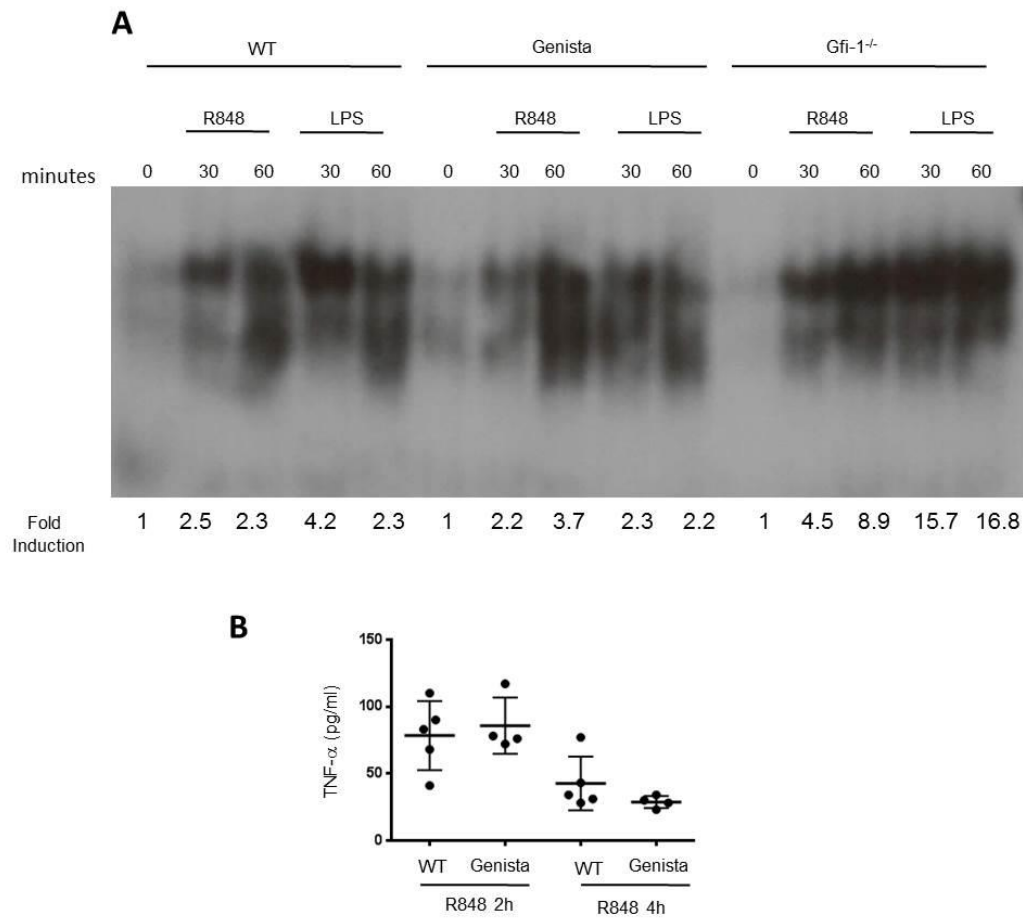 A
WT Genista Gfi-1-/-
R848 LPS R848 LPS R848 LPS
minutes 0 30 60 30 60 0 30 60 30 60 0 30 60 30 60
Fold Induction 1 2.5 2.3 4.2 2.3 1 2.2 3.7 2.3 2.2 1 4.5 8.9 15.7 16.8
B
150
100
50
0
TNF-α (pg/ml)
WT Genista WT Genista
R848 2h R848 4h